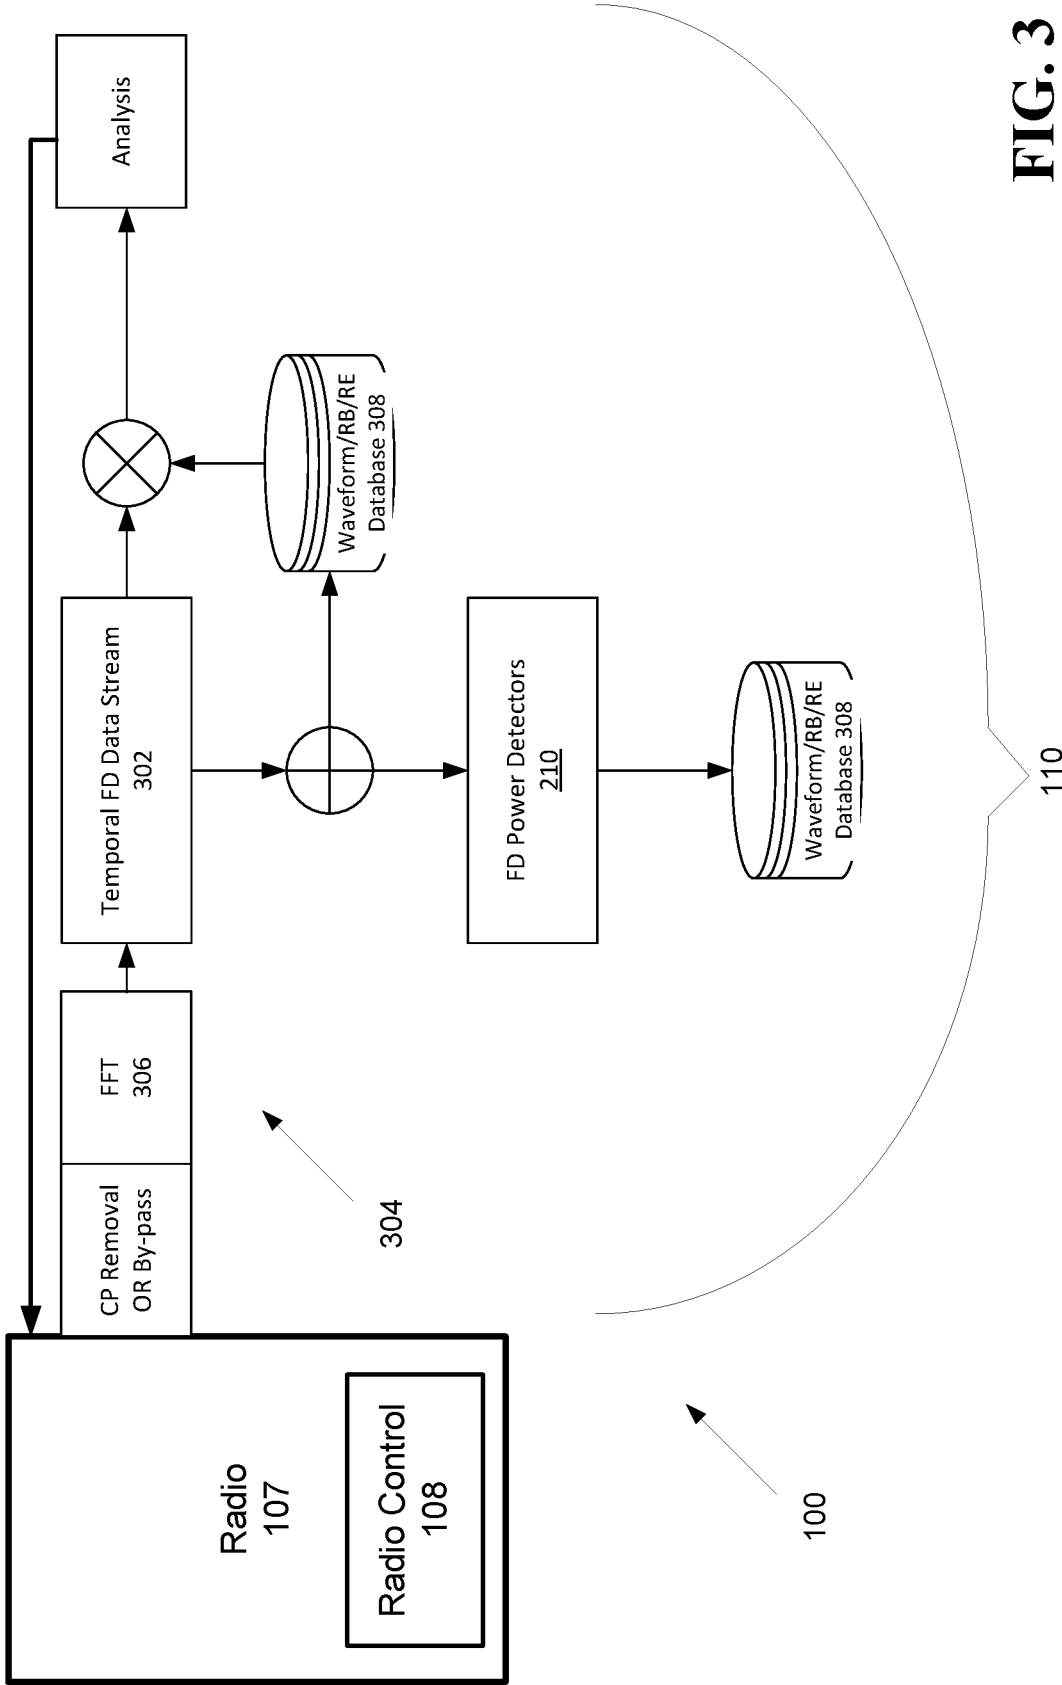 Radio
107
Radio Control
108
CP Removal
OR By-pass
FFT
306
Temporal FD Data Stream
302
Analysis
Waveform/RB/RE
Database 308
FD Power Detectors
210
Waveform/RB/RE
Database 308
304
100
110
FIG. 3